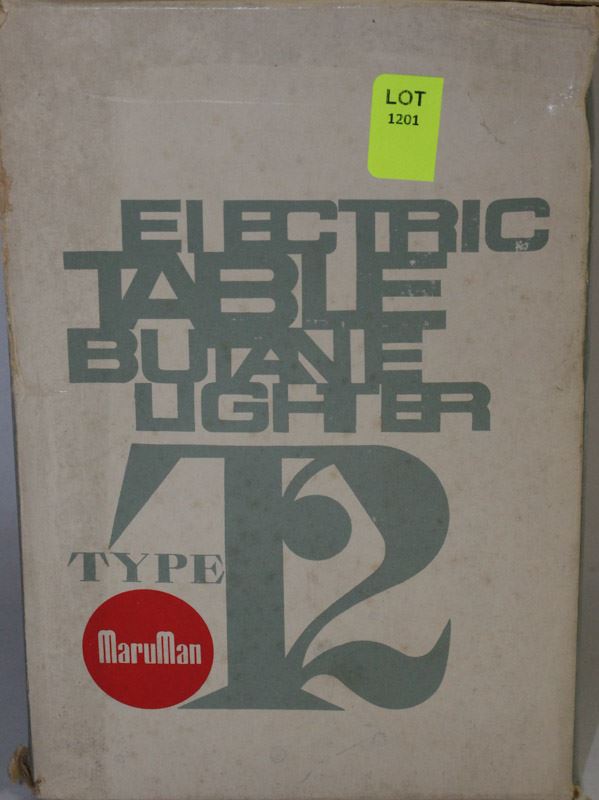 LOT
1201
ELECTRIC
TABLE
BUTANE
LIGHTER
TYPE T2
MaruMan